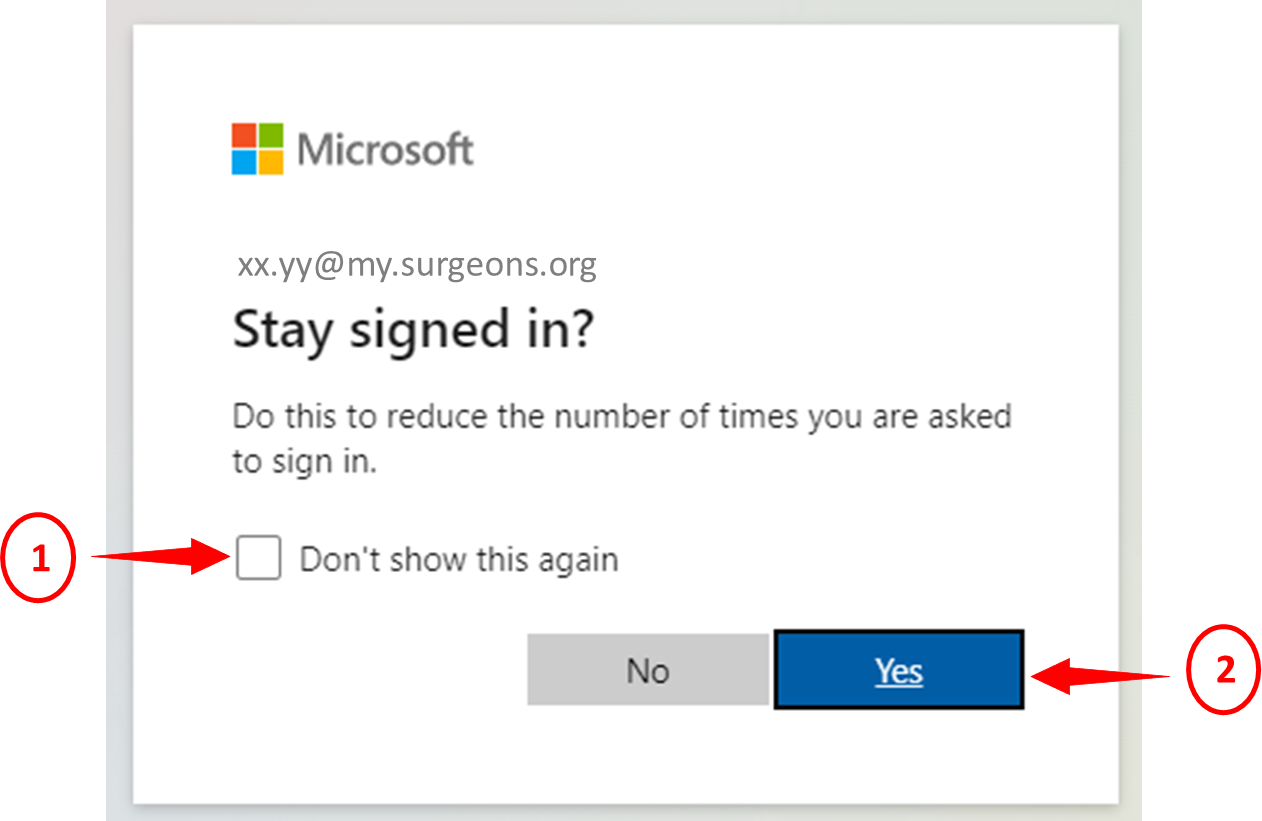 Microsoft
xx.yy@my.surgeons.org
Stay signed in?
Do this to reduce the number of times you are asked
to sign in.
1
Don't show this again
No
Yes
2